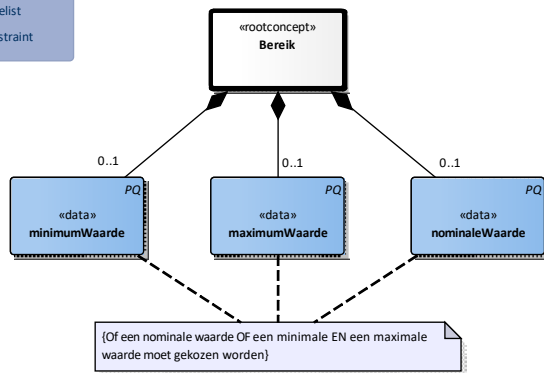 elist
straint
«rootconcept»
Bereik
0..1
0..1
0..1
PQ
PQ
PQ
«data»
minimumWaarde
«data»
maximumWaarde
«data»
nominaleWaarde
{Of een nominale waarde OF een minimale EN een maximale
waarde moet gekozen worden}